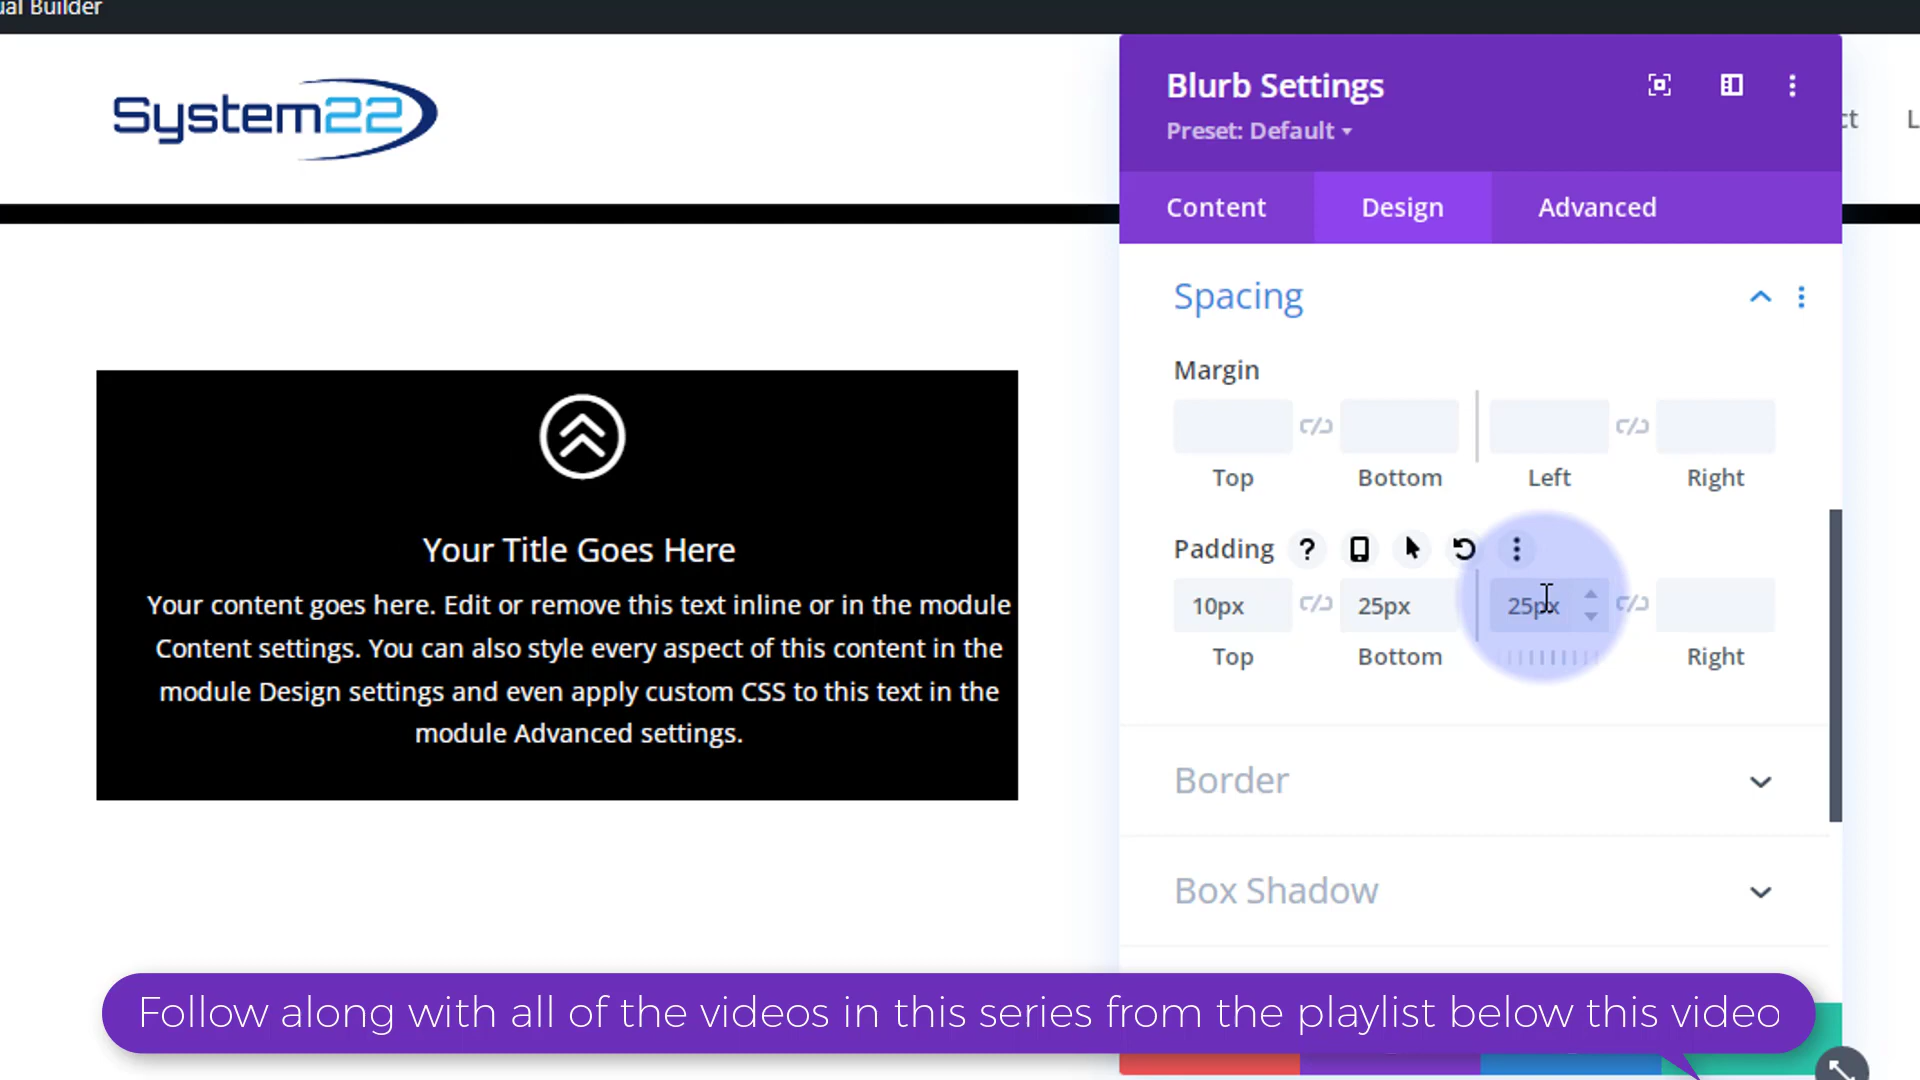 ual Builder
System22
Blurb Settings
Preset: Default
ct
L
Content
Design
Advanced
Spacing
Margin
Top
Bottom
Left
Right
Padding
?
10px
25px
25px
Top
Bottom
Right
Your Title Goes Here
Your content goes here. Edit or remove this text inline or in the module
Content settings. You can also style every aspect of this content in the
module Design settings and even apply custom CSS to this text in the
module Advanced settings.
Border
Box Shadow
Follow along with all of the videos in this series from the playlist below this video